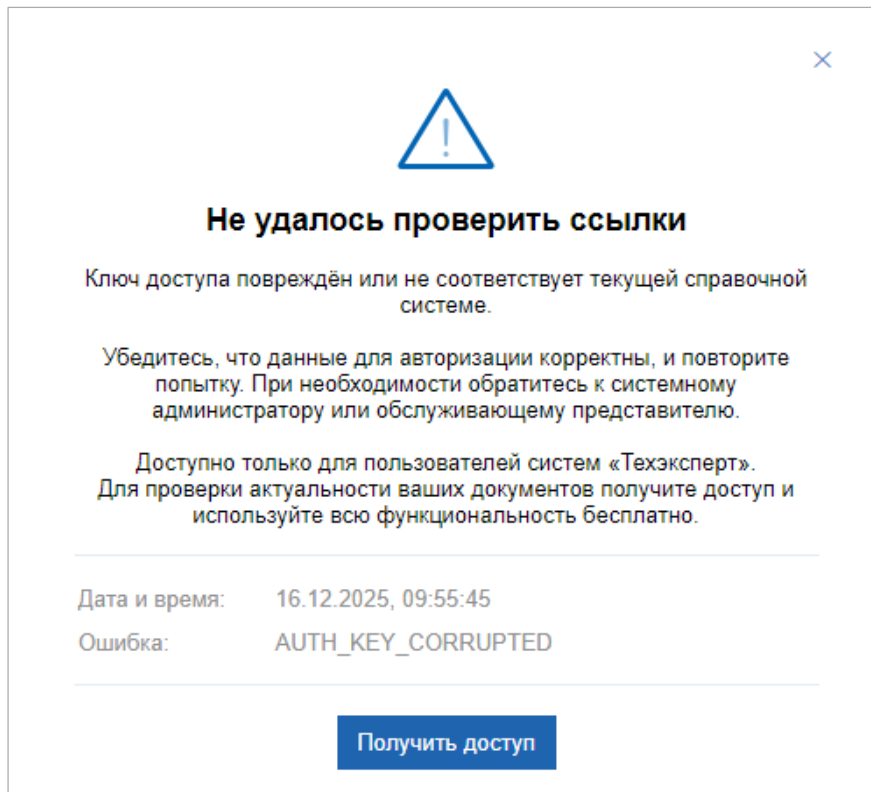 Не удалось проверить ссылки
Ключ доступа повреждён или не соответствует текущей справочной
системе.
Убедитесь, что данные для авторизации корректны, и повторите
попытку. При необходимости обратитесь к системному
администратору или обслуживающему представителю.
Доступно только для пользователей систем «Техэксперт».
Для проверки актуальности ваших документов получите доступ и
используйте всю функциональность бесплатно.
Дата и время: 16.12.2025, 09:55:45
Ошибка: AUTH_KEY_CORRUPTED
Получить доступ